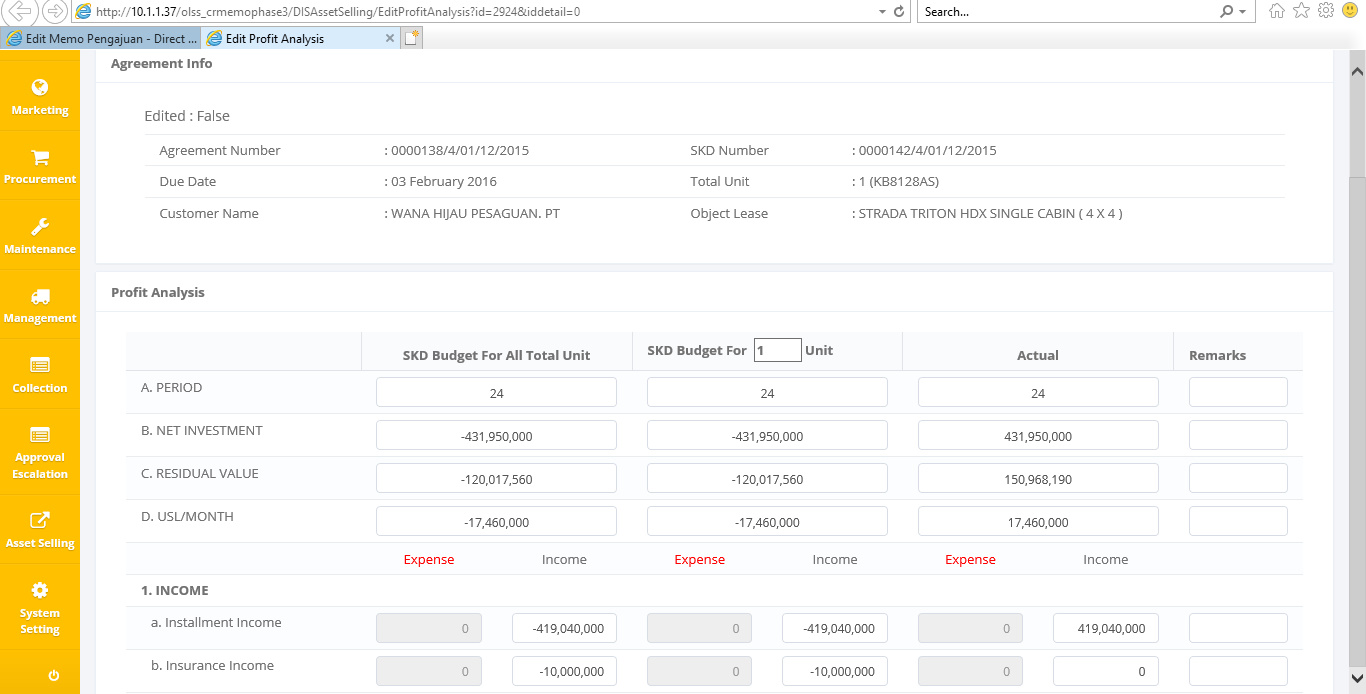 http://10.1.1.37/olss_crmemophase3/DISAssetSelling/EditProfitAnalysis?id=2924&iddetail=0
Search...
Edit Memo Pengajuan - Direct ...
Edit Profit Analysis
Marketing
Procurement
Maintenance
Management
Collection
Approval
Escalation
Asset Selling
System
Setting
Agreement Info
Edited : False
Agreement Number : 0000138/4/01/12/2015 SKD Number : 0000142/4/01/12/2015
Due Date : 03 February 2016 Total Unit : 1 (KB8128AS)
Customer Name : WANA HIJAU PESAGUAN. PT Object Lease : STRADA TRITON HDX SINGLE CABIN ( 4 X 4 )
Profit Analysis
SKD Budget For All Total Unit SKD Budget For 1 Unit Actual Remarks
A. PERIOD 24 24 24
B. NET INVESTMENT -431,950,000 -431,950,000 431,950,000
C. RESIDUAL VALUE -120,017,560 -120,017,560 150,968,190
D. USL/MONTH -17,460,000 -17,460,000 17,460,000
Expense Income Expense Income Expense Income
1. INCOME
a. Installment Income 0 -419,040,000 0 -419,040,000 0 419,040,000
b. Insurance Income 0 -10,000,000 0 -10,000,000 0 0